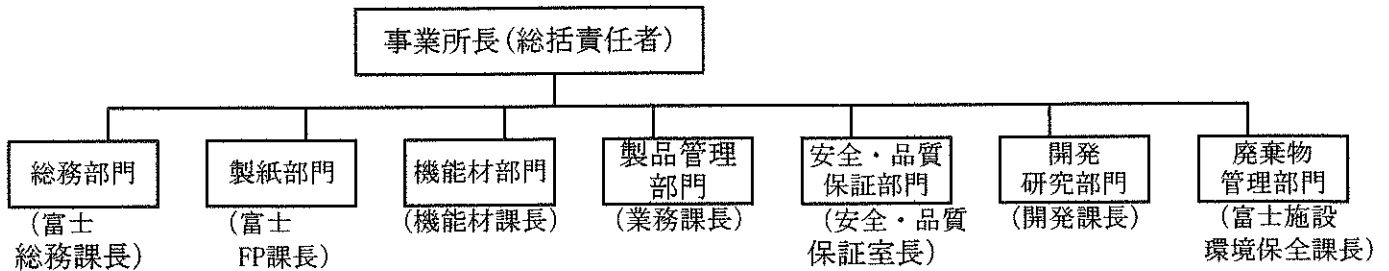 事業所長(総括責任者)
総務部門
(富士
総務課長)
製紙部門
(富士
FP課長)
機能材部門
(機能材課長)
製品管理
部門
(業務課長)
安全・品質
保証部門
(安全・品質
保証室長)
開発
研究部門
(開発課長)
廃棄物
管理部門
(富士施設
環境保全課長)